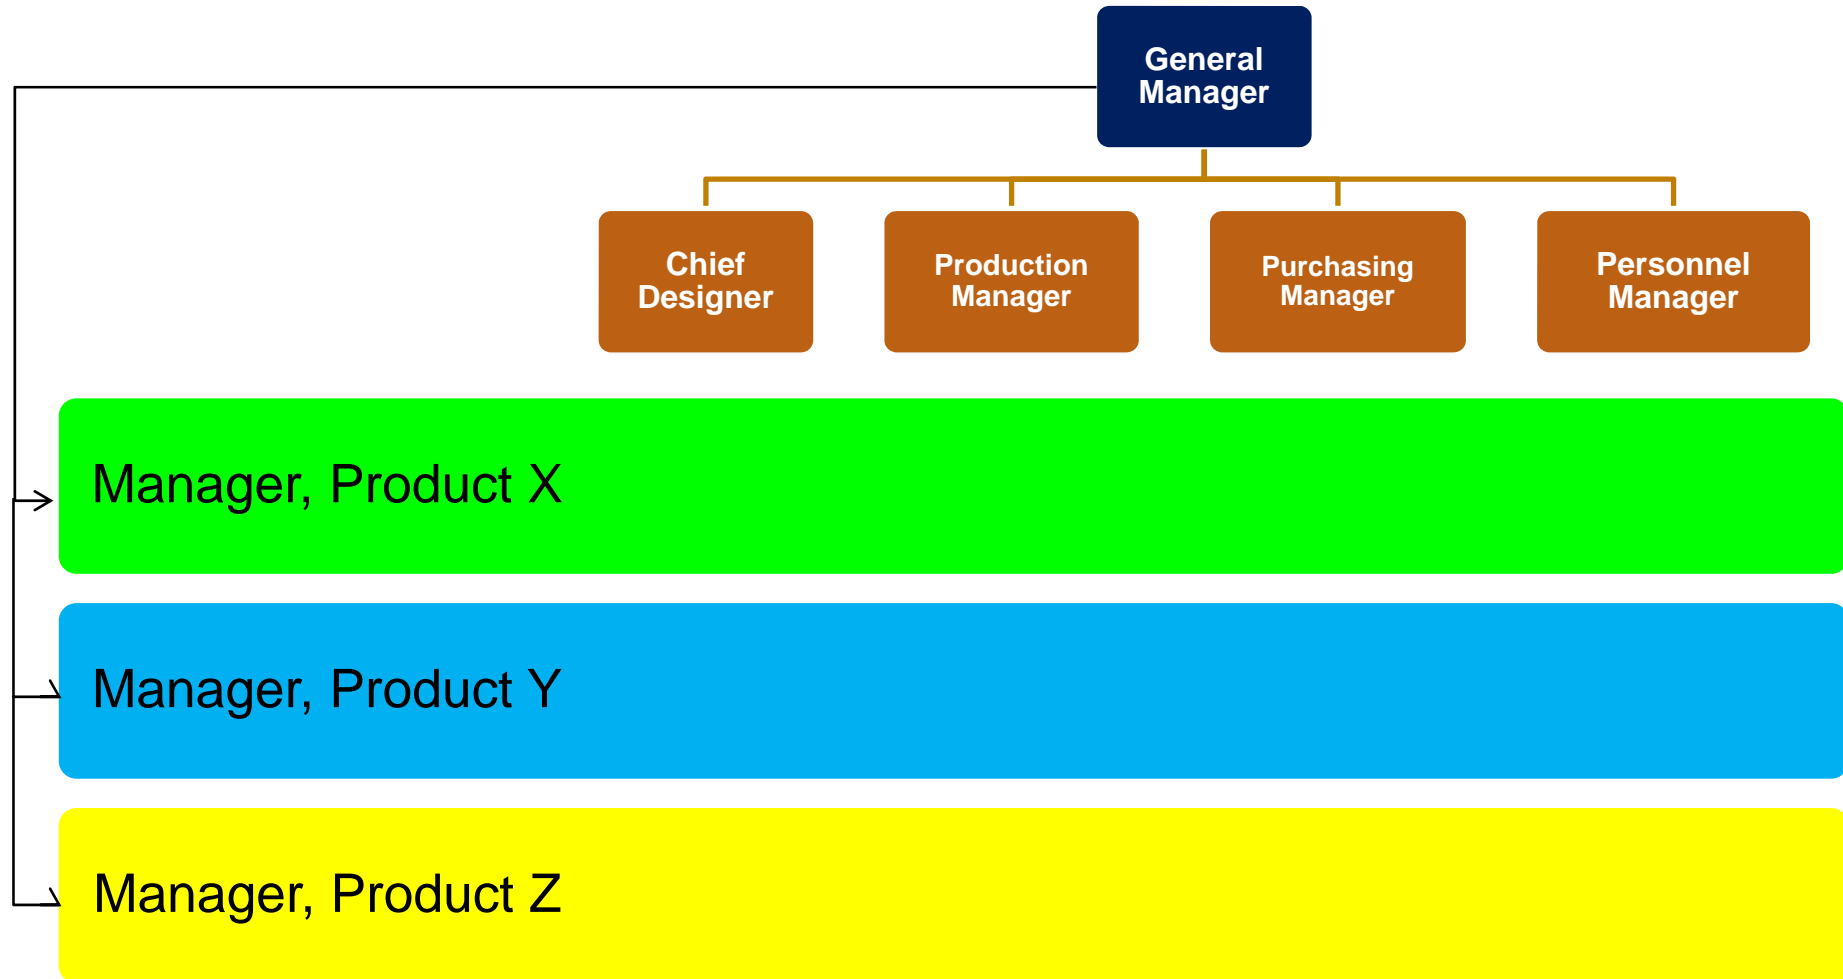 General
Manager
Chief
Designer
Production
Manager
Purchasing
Manager
Personnel
Manager
Manager, Product X
Manager, Product Y
Manager, Product Z